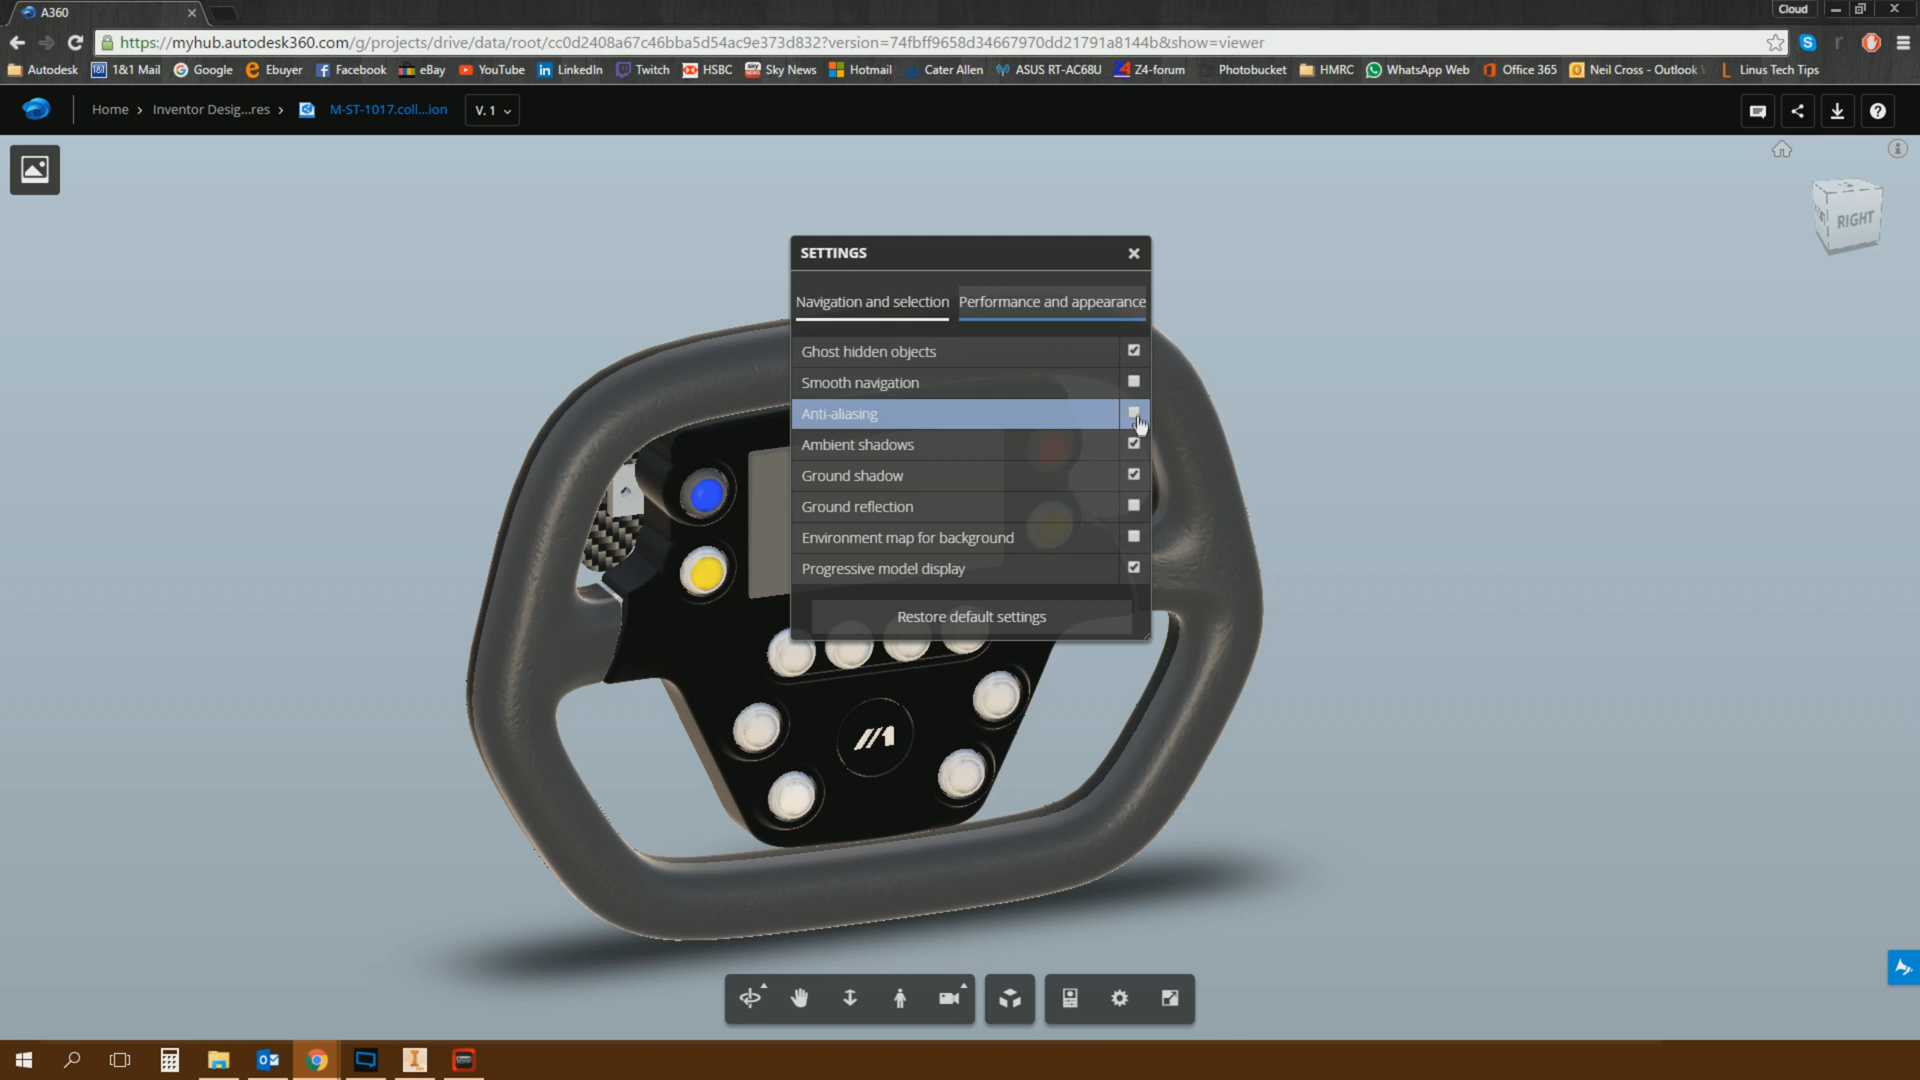 A360
Cloud
https://myhub.autodesk360.com/g/projects/drive/data/root/cc0d2408a67c46bba5d54ac9e373d832?version=74fbff9658d34667970dd21791a8144b&show=viewer
Autodesk 1&1 Mail Google Ebuyer Facebook eBay YouTube LinkedIn Twitch HSBC Sky News Hotmail Cater Allen ASUS RT-AC68U Z4-forum Photobucket HMRC WhatsApp Web Office 365 Neil Cross - Outlook Linus Tech Tips
Home > Inventor Desig...res > M-ST-1017.coll...ion V. 1
RIGHT
SETTINGS
Navigation and selection Performance and appearance
Ghost hidden objects
Smooth navigation
Anti-aliasing
Ambient shadows
Ground shadow
Ground reflection
Environment map for background
Progressive model display
Restore default settings